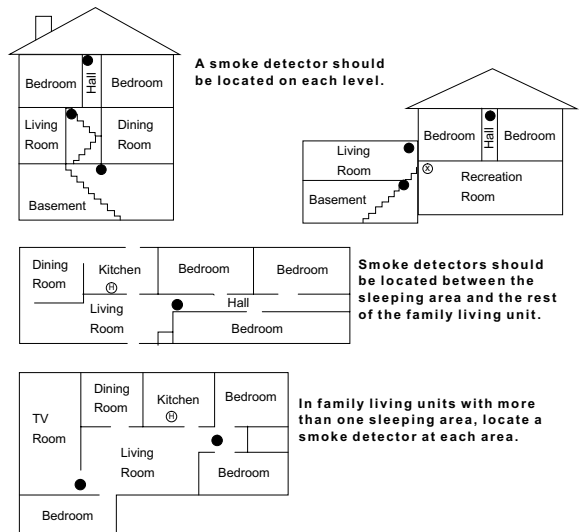 A smoke detector should
be located on each level.
Bedroom
Hall
Bedroom
Living
Room
Dining
Room
Basement
Bedroom
Hall
Bedroom
Living
Room
X
Recreation
Room
Basement
Dining
Room
Kitchen
H
Bedroom
Bedroom
Living
Room
Hall
Bedroom
Smoke detectors should
be located between the
sleeping area and the rest
of the family living unit.
TV
Room
Dining
Room
Kitchen
H
Bedroom
Living
Room
Bedroom
Bedroom
In family living units with more
than one sleeping area, locate a
smoke detector at each area.